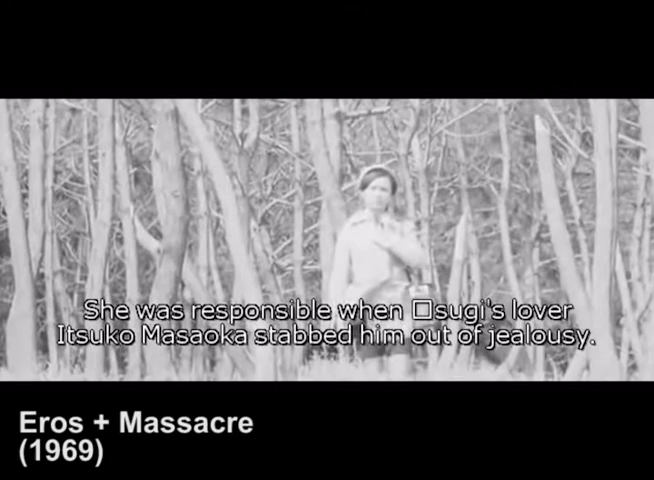 She was responsible when □sugi's lover
Itsuko Masaoka stabbed him out of jealousy.
Eros + Massacre
(1969)